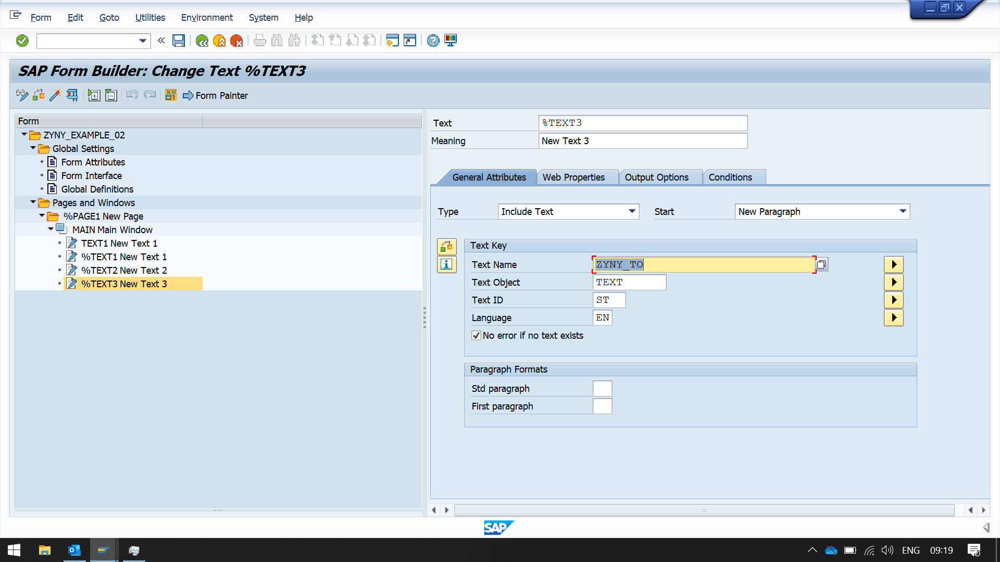 Form Edit Goto Utilities Environment System Help
SAP Form Builder: Change Text %TEXT3
Form Painter
Form
ZYNY_EXAMPLE_02
Global Settings
Form Attributes
Form Interface
Global Definitions
Pages and Windows
%PAGE1 New Page
MAIN Main Window
TEXT1 New Text 1
%TEXT1 New Text 1
%TEXT2 New Text 2
%TEXT3 New Text 3
Text %TEXT3
Meaning New Text 3
General Attributes Web Properties Output Options Conditions
Type Include Text Start New Paragraph
Text Key
Text Name ZYNY_TO
Text Object TEXT
Text ID ST
Language EN
No error if no text exists
Paragraph Formats
Std paragraph
First paragraph
SAP
ENG 09:19